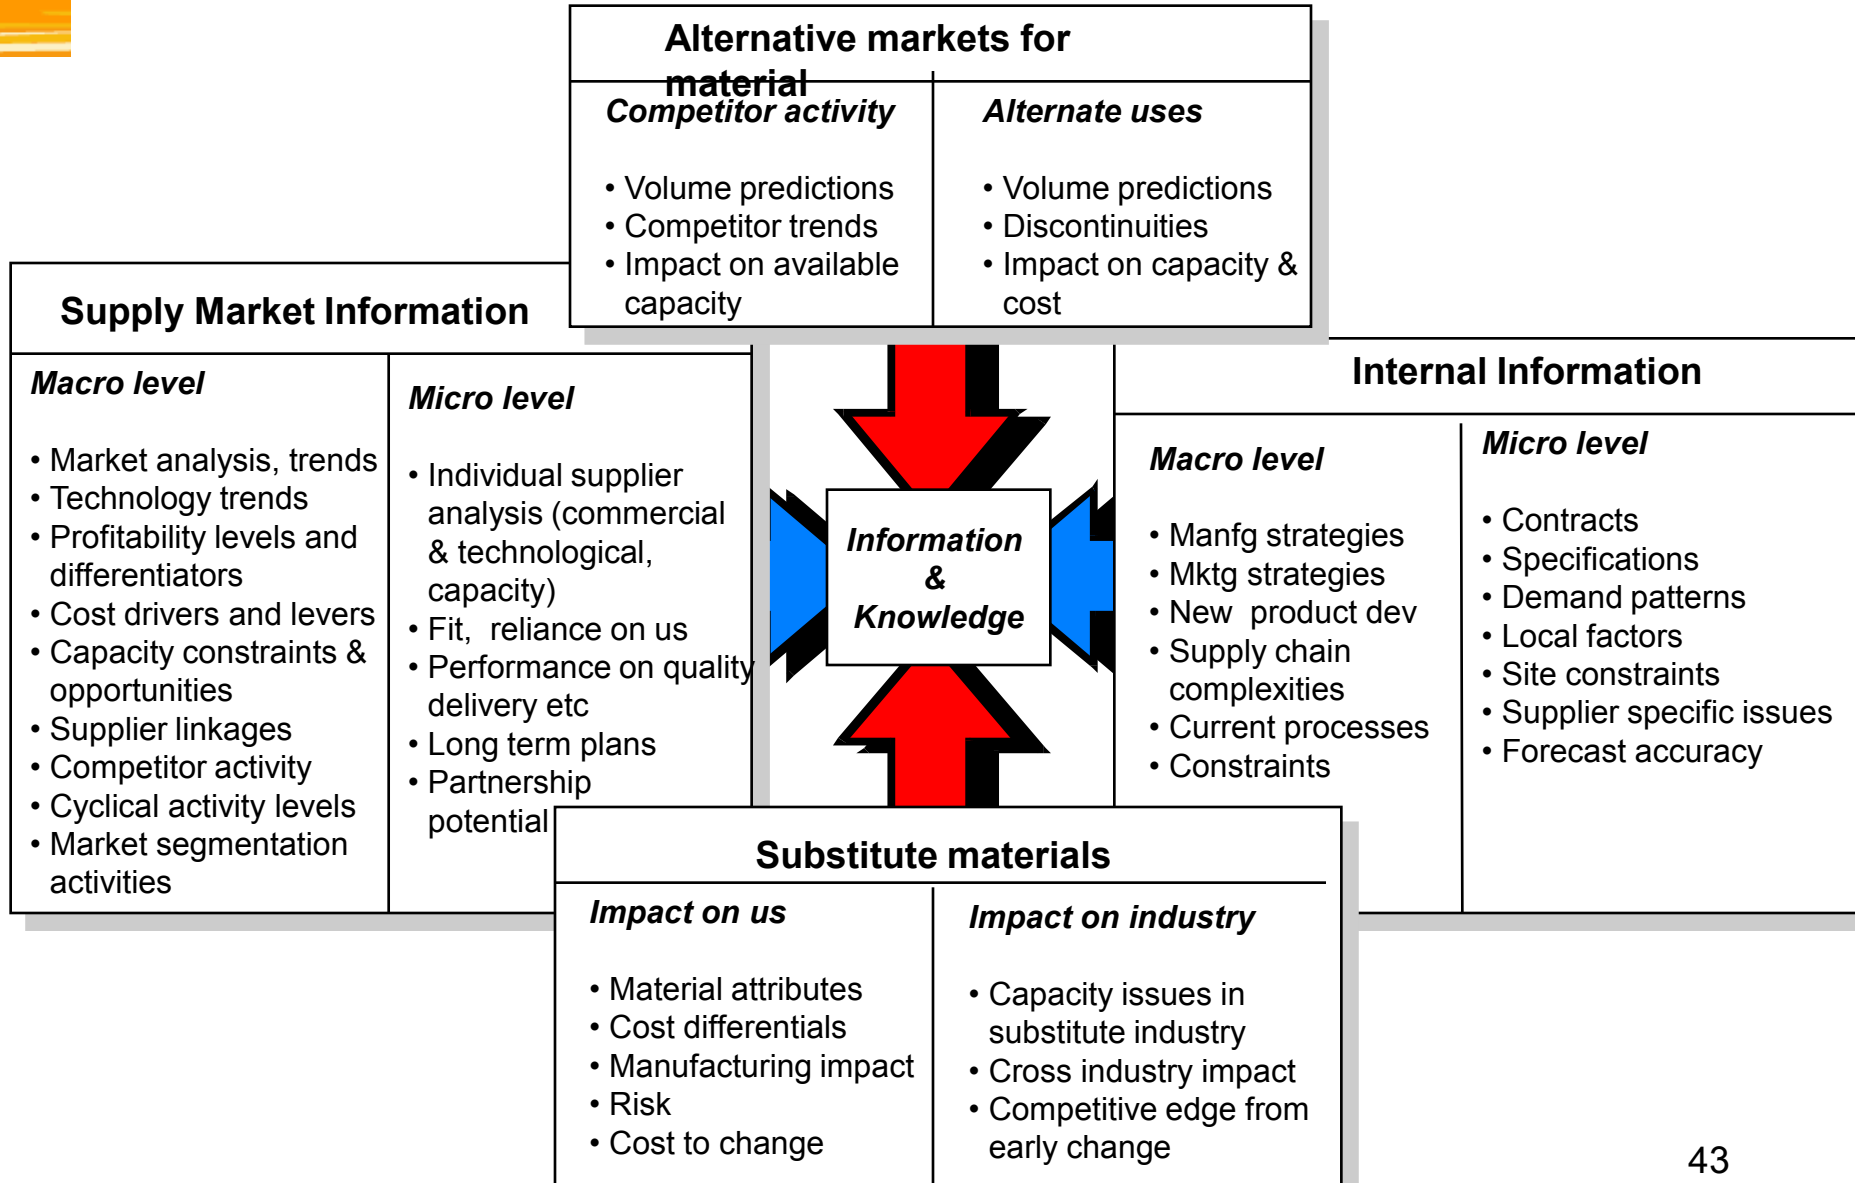 Alternative markets for
material
Competitor activity
• Volume predictions
• Competitor trends
• Impact on available
capacity
Alternate uses
• Volume predictions
• Discontinuities
• Impact on capacity &
cost
Supply Market Information
Macro level
• Market analysis, trends
• Technology trends
• Profitability levels and
differentiators
• Cost drivers and levers
• Capacity constraints &
opportunities
• Supplier linkages
• Competitor activity
• Cyclical activity levels
• Market segmentation
activities
Micro level
• Individual supplier
analysis (commercial
& technological,
capacity)
• Fit, reliance on us
• Performance on quality
delivery etc
• Long term plans
• Partnership
potential
Information
&
Knowledge
Internal Information
Macro level
• Manfg strategies
• Mktg strategies
• New product dev
• Supply chain
complexities
• Current processes
• Constraints
Micro level
• Contracts
• Specifications
• Demand patterns
• Local factors
• Site constraints
• Supplier specific issues
• Forecast accuracy
Substitute materials
Impact on us
• Material attributes
• Cost differentials
• Manufacturing impact
• Risk
• Cost to change
Impact on industry
• Capacity issues in
substitute industry
• Cross industry impact
• Competitive edge from
early change
43